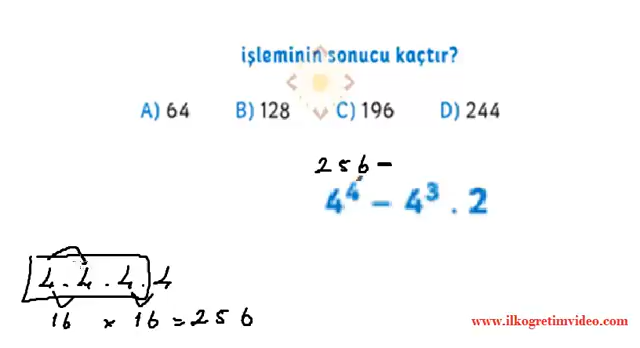 işleminin sonucu kaçtır?
A) 64 B) 128 C) 196 D) 244
256 -
4⁴ – 4³ . 2
4 . 4 . 4 . 4
16 x 16 = 256
www.ilkogretimvideo.com